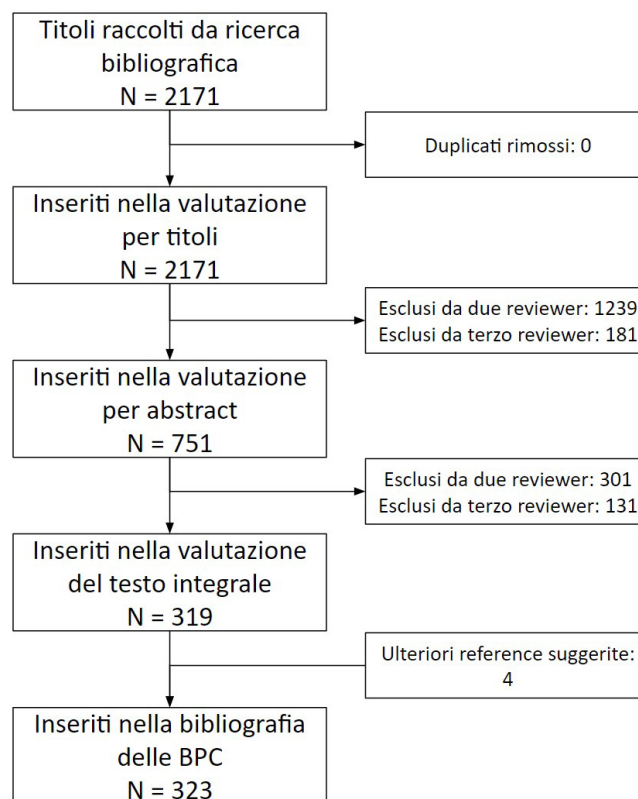 Titoli raccolti da ricerca
bibliografica
N = 2171
Duplicati rimossi: 0
Inseriti nella valutazione
per titoli
N = 2171
Esclusi da due reviewer: 1239
Esclusi da terzo reviewer: 181
Inseriti nella valutazione
per abstract
N = 751
Esclusi da due reviewer: 301
Esclusi da terzo reviewer: 131
Inseriti nella valutazione
del testo integrale
N = 319
Ulteriori reference suggerite:
4
Inseriti nella bibliografia
delle BPC
N = 323